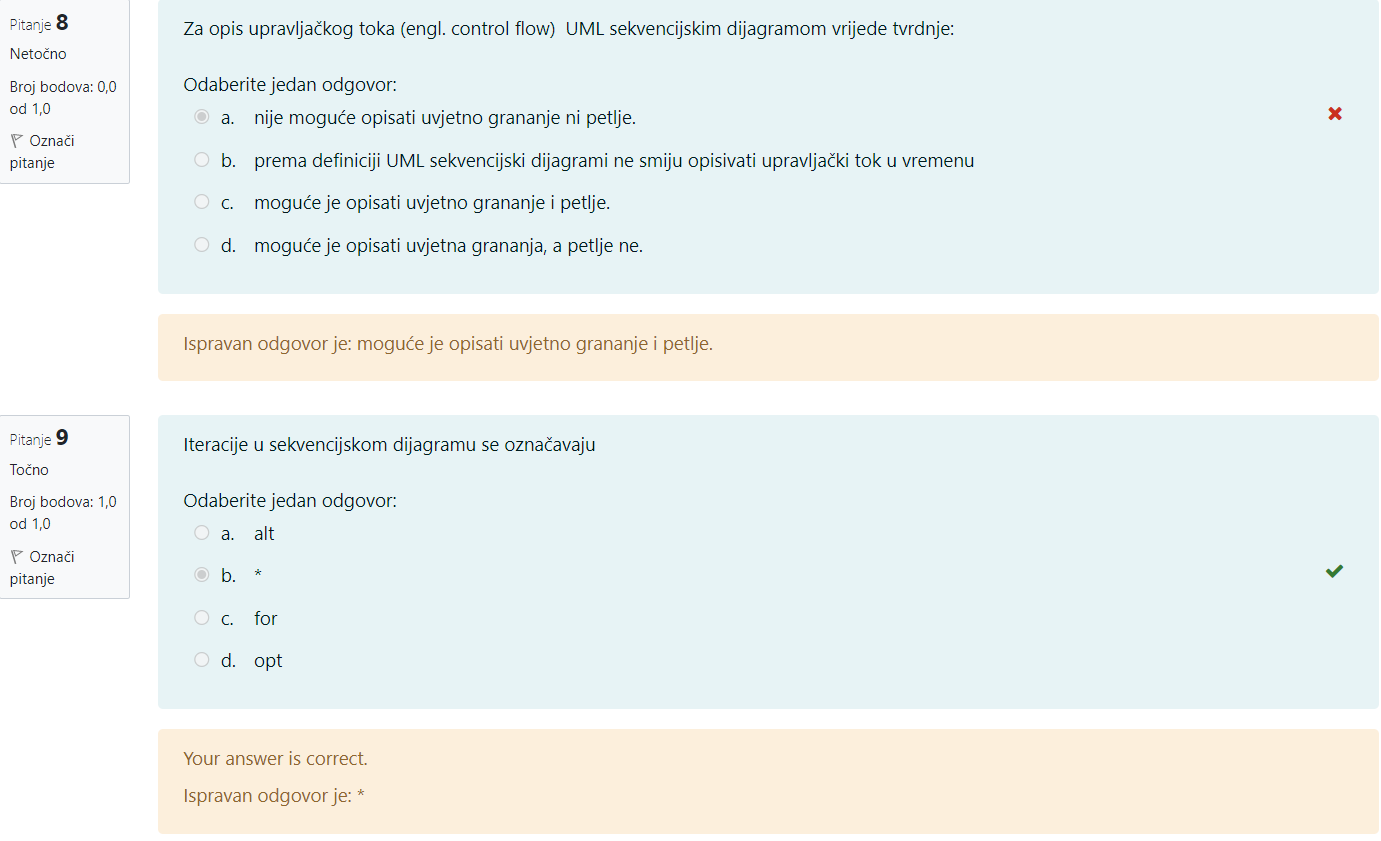 Pitanje 8
Netočno
Broj bodova: 0,0
od 1,0
Označi
pitanje
Za opis upravljačkog toka (engl. control flow)  UML sekvencijskim dijagramom vrijede tvrdnje:
Odaberite jedan odgovor:
a. nije moguće opisati uvjetno grananje ni petlje.
b. prema definiciji UML sekvencijski dijagrami ne smiju opisivati upravljački tok u vremenu
c. moguće je opisati uvjetno grananje i petlje.
d. moguće je opisati uvjetna grananja, a petlje ne.
Ispravan odgovor je: moguće je opisati uvjetno grananje i petlje.
Pitanje 9
Točno
Broj bodova: 1,0
od 1,0
Označi
pitanje
Iteracije u sekvencijskom dijagramu se označavaju
Odaberite jedan odgovor:
a. alt
b. *
c. for
d. opt
Your answer is correct.
Ispravan odgovor je: *